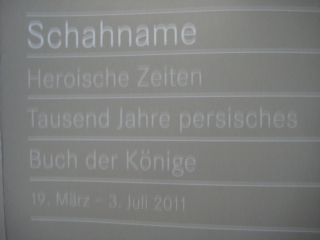 Schahname
Heroische Zeiten
Tausend Jahre persisches
Buch der Könige
19. März - 3. Juli 2011